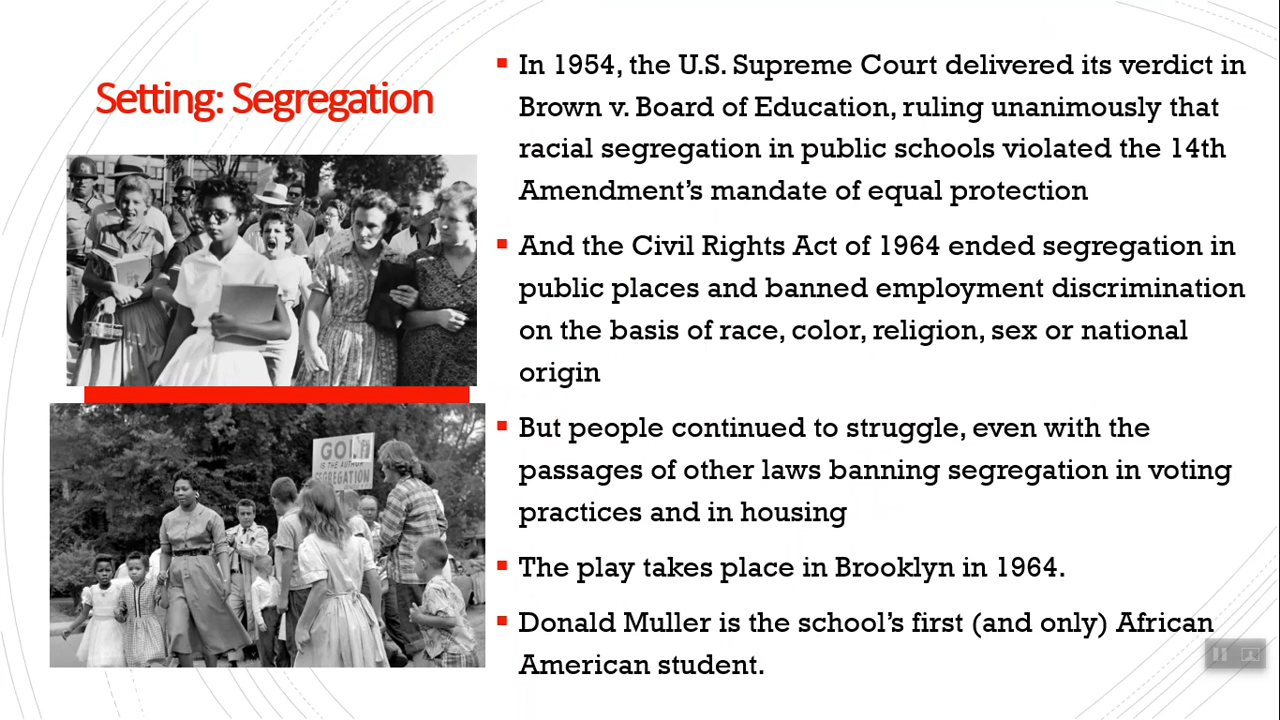 Setting: Segregation
In 1954, the U.S. Supreme Court delivered its verdict in
Brown v. Board of Education, ruling unanimously that
racial segregation in public schools violated the 14th
Amendment’s mandate of equal protection
And the Civil Rights Act of 1964 ended segregation in
public places and banned employment discrimination
on the basis of race, color, religion, sex or national
origin
But people continued to struggle, even with the
passages of other laws banning segregation in voting
practices and in housing
The play takes place in Brooklyn in 1964.
Donald Muller is the school’s first (and only) African
American student.
IS THE AUTHOR
SEGREGATION